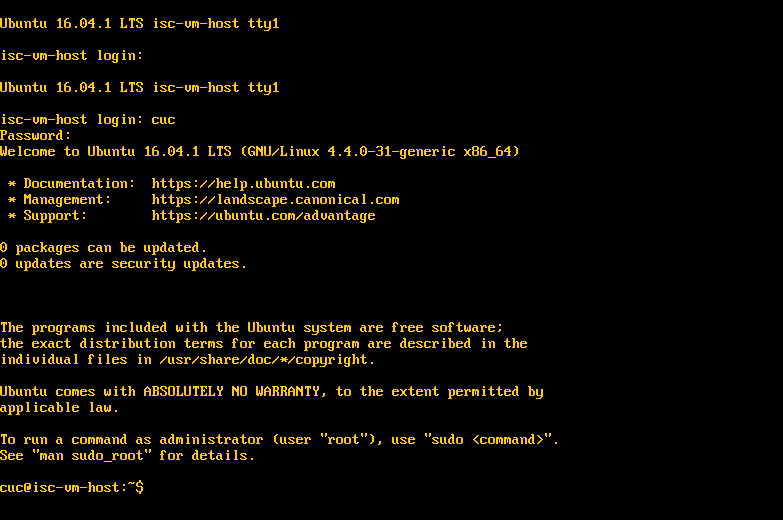 Ubuntu 16.04.1 LTS isc-vm-host tty1
isc-vm-host login:
Ubuntu 16.04.1 LTS isc-vm-host tty1
isc-vm-host login: cuc
Password:
Welcome to Ubuntu 16.04.1 LTS (GNU/Linux 4.4.0-31-generic x86_64)
* Documentation:  https://help.ubuntu.com
* Management:     https://landscape.canonical.com
* Support:        https://ubuntu.com/advantage
0 packages can be updated.
0 updates are security updates.
The programs included with the Ubuntu system are free software;
the exact distribution terms for each program are described in the
individual files in /usr/share/doc/*/copyright.
Ubuntu comes with ABSOLUTELY NO WARRANTY, to the extent permitted by
applicable law.
To run a command as administrator (user "root"), use "sudo <command>".
See "man sudo_root" for details.
cuc@isc-vm-host:~$